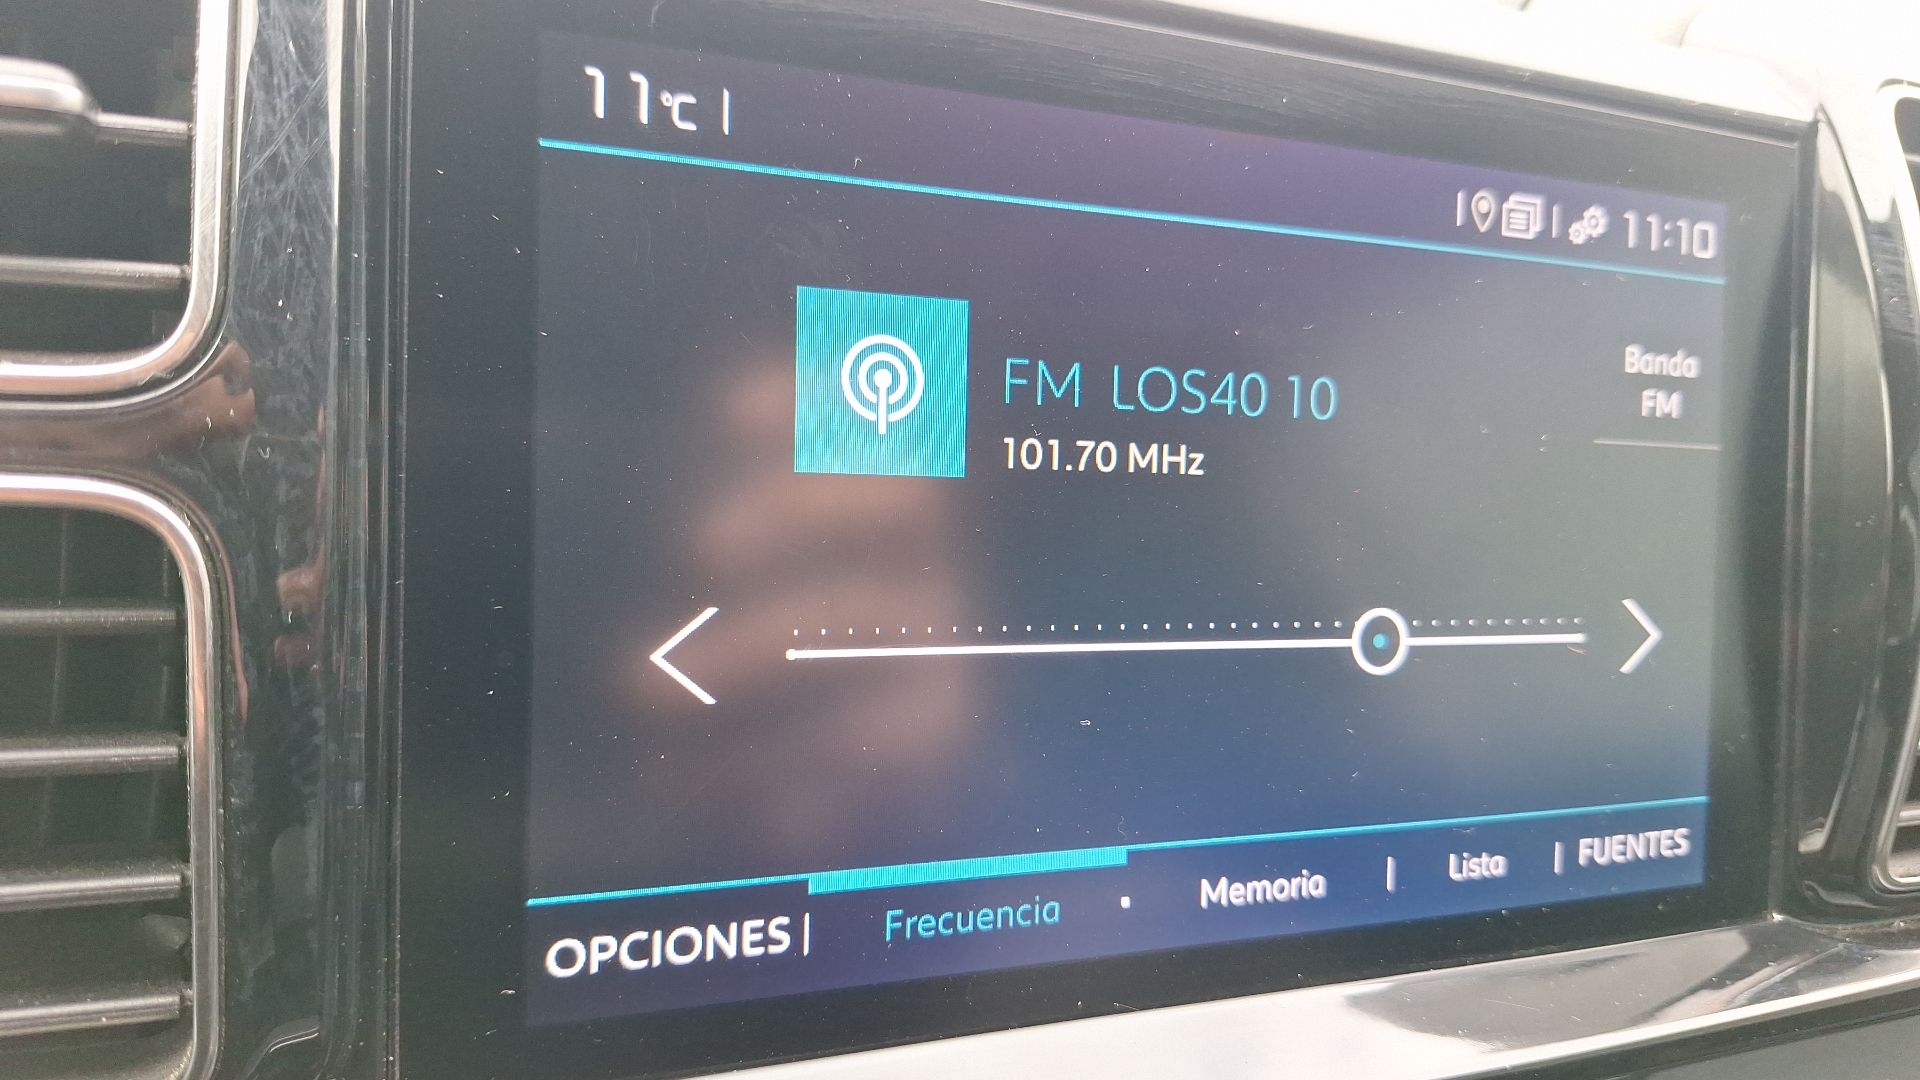 11°C
11:10
FM LOS40 10
101.70 MHz
Banda
FM
OPCIONES
Frecuencia
Memoria
Lista
FUENTES